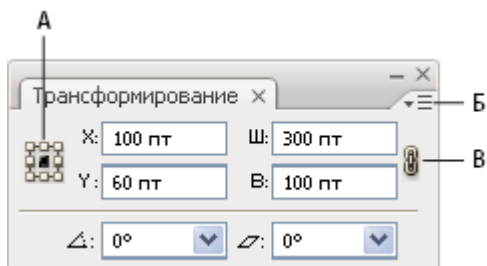 А
Трансформирование ×
Б
X: 100 пт Ш: 300 пт
В
Y: 60 пт В: 100 пт
0° 0°